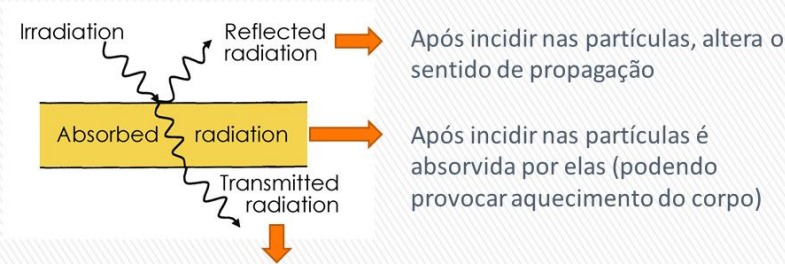 Irradiation
Reflected
radiation
Após incidir nas partículas, altera o
sentido de propagação
Absorbed radiation
Após incidir nas partículas é
absorvida por elas (podendo
provocar aquecimento do corpo)
Transmitted
radiation